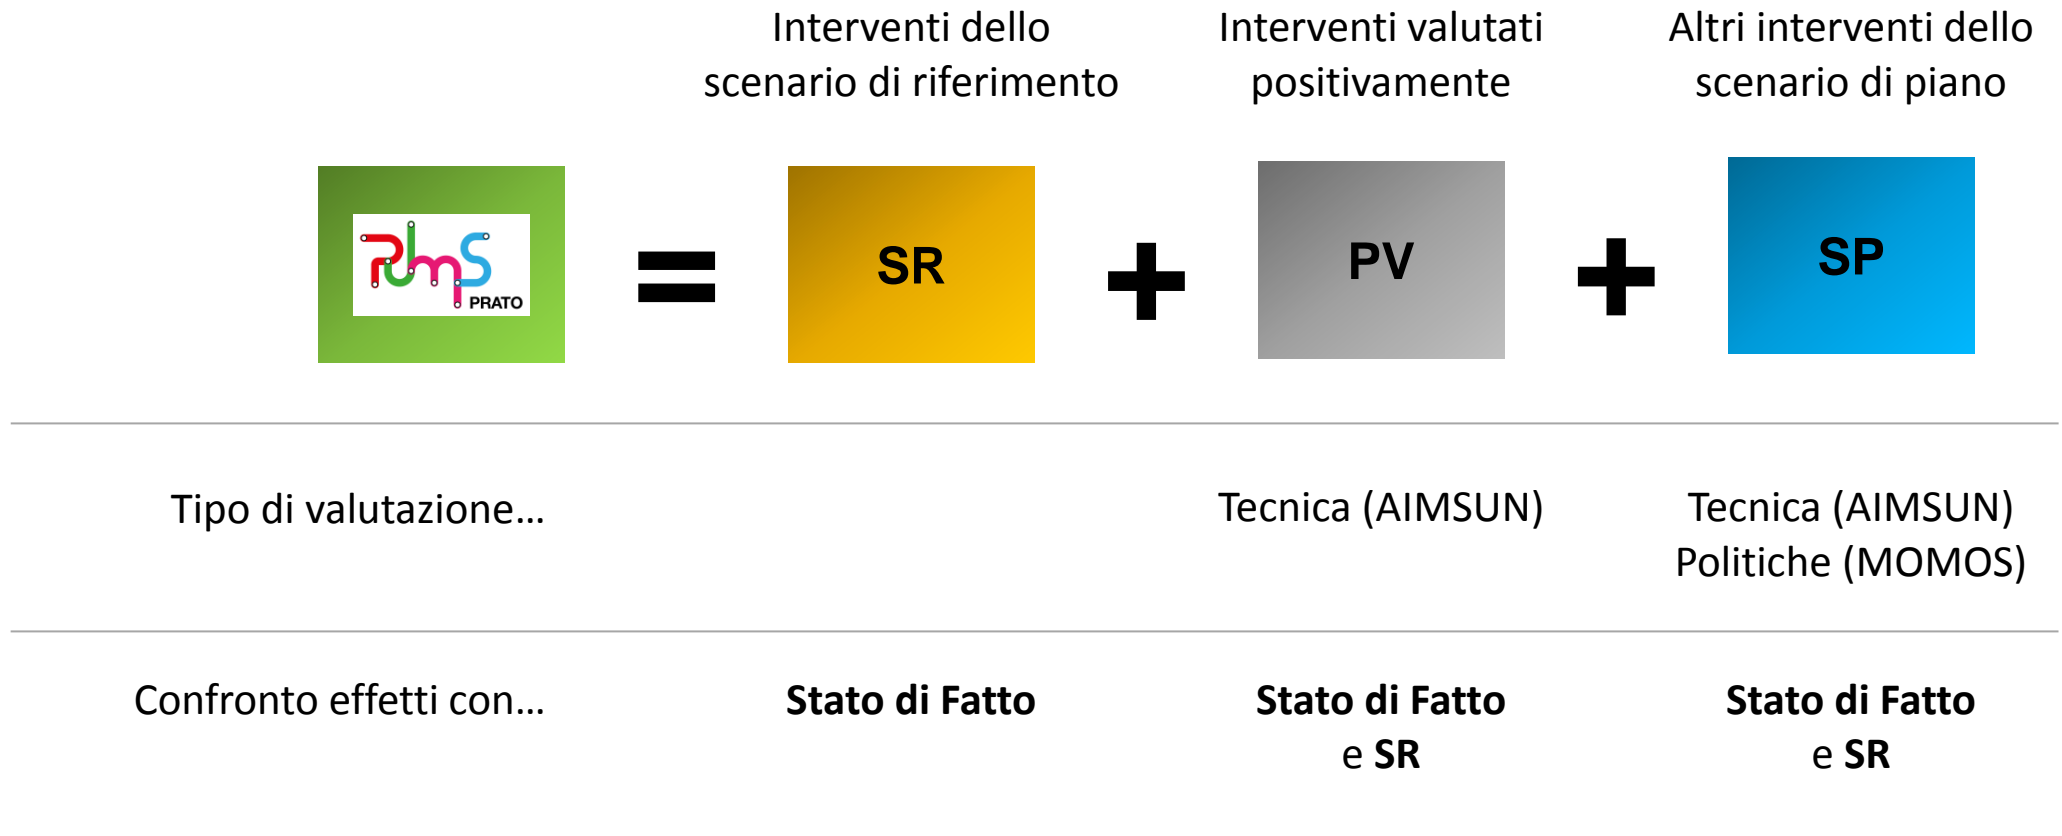 Interventi dello
scenario di riferimento
Interventi valutati
positivamente
Altri interventi dello
scenario di piano
Pums
PRATO
=
SR
+
PV
+
SP
Tipo di valutazione…
Tecnica (AIMSUN)
Tecnica (AIMSUN)
Politiche (MOMOS)
Confronto effetti con…
Stato di Fatto
Stato di Fatto
e SR
Stato di Fatto
e SR